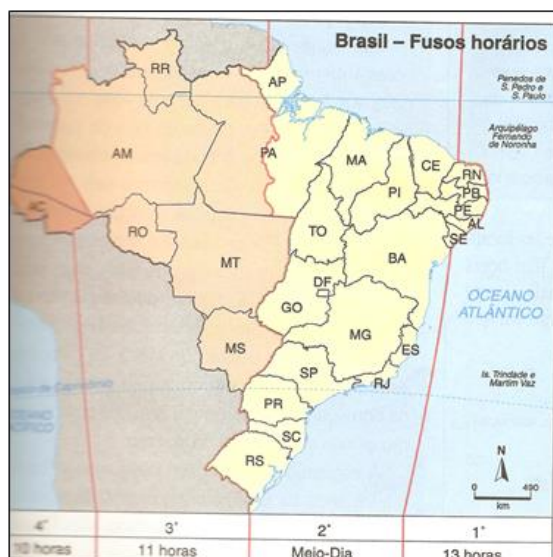 Brasil – Fusos horários
RR
AP
Penedos de
S. Pedro e
S. Paulo
Arquipélago
Fernando
de Noronha
AM
PA
MA
CE
RN
PB
PE
AL
SE
PI
AC
TO
RO
BA
MT
DF
GO
OCEANO
ATLÂNTICO
MG
ES
MS
SP
RJ
Is. Trindade e
Martim Vaz
PR
OCEANO
SC
RS
N
0 490
km
4° 3° 2° 1°
10 horas 11 horas Meio-Dia 13 horas